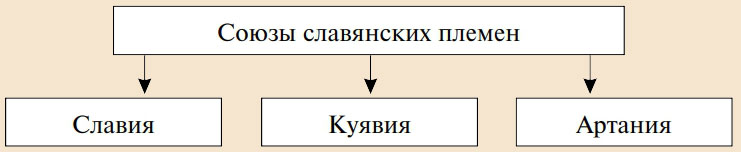 Союзы славянских племен
Славия
Куявия
Артания